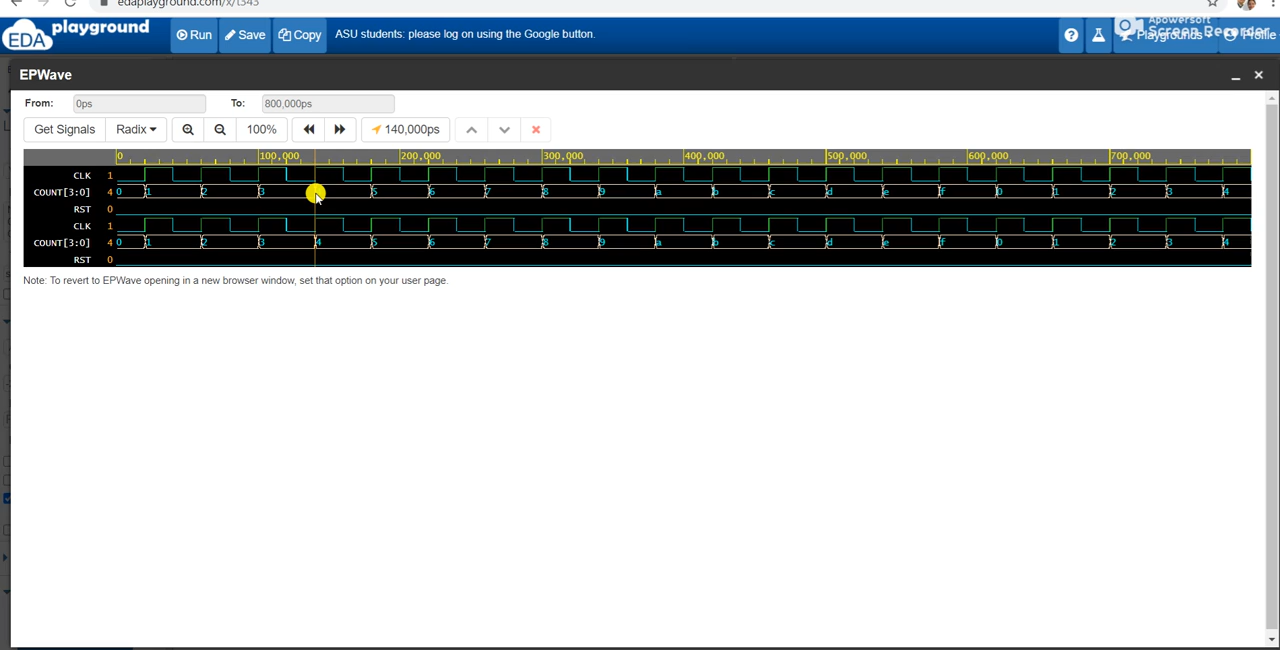 edaplayground.com/x/t343
EDA playground
Run
Save
Copy
ASU students: please log on using the Google button.
Playgrounds
Profile
Apowersoft
Screen Recorder
EPWave
From: 0ps To: 800,000ps
Get Signals Radix 100% 140,000ps
0 100,000 200,000 300,000 400,000 500,000 600,000 700,000
CLK 1
COUNT[3:0] 4 0 1 2 3 5 6 7 8 9 a b c d e f 0 1 2 3 4
RST 0
CLK 1
COUNT[3:0] 4 0 1 2 3 4 5 6 7 8 9 a b c d e f 0 1 2 3 4
RST 0
Note: To revert to EPWave opening in a new browser window, set that option on your user page.